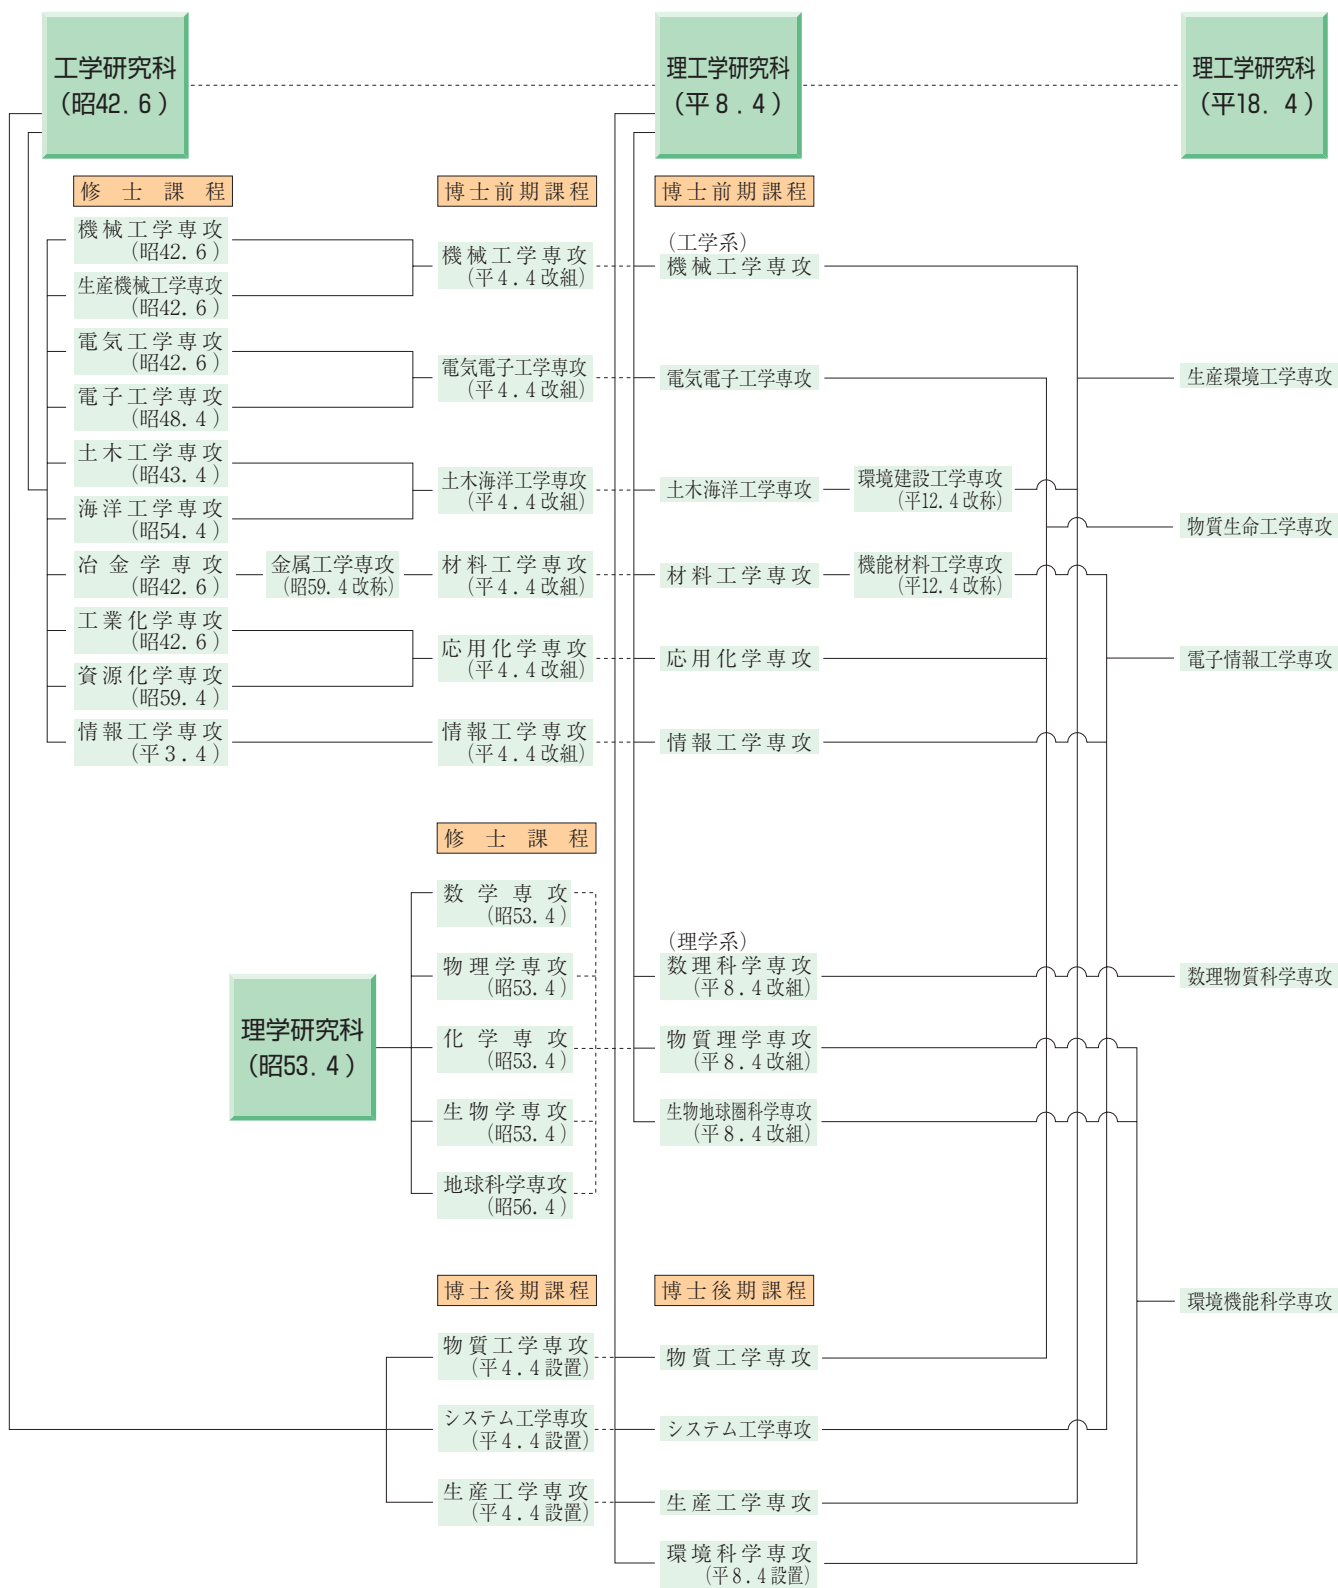 工学研究科
（昭42.6）
理工学研究科
（平8.4）
理工学研究科
（平18.4）
修士課程
機械工学専攻
（昭42.6）
生産機械工学専攻
（昭42.6）
電気工学専攻
（昭42.6）
電子工学専攻
（昭48.4）
土木工学専攻
（昭43.4）
海洋工学専攻
（昭54.4）
冶金学専攻
（昭42.6）
金属工学専攻
（昭59.4改称）
工業化学専攻
（昭42.6）
資源化学専攻
（昭59.4）
情報工学専攻
（平3.4）
博士前期課程
機械工学専攻
（平4.4改組）
電気電子工学専攻
（平4.4改組）
土木海洋工学専攻
（平4.4改組）
材料工学専攻
（平4.4改組）
応用化学専攻
（平4.4改組）
情報工学専攻
（平4.4改組）
博士前期課程
（工学系）
機械工学専攻
電気電子工学専攻
土木海洋工学専攻
環境建設工学専攻
（平12.4改称）
材料工学専攻
機能材料工学専攻
（平12.4改称）
応用化学専攻
情報工学専攻
生産環境工学専攻
物質生命工学専攻
電子情報工学専攻
理学研究科
（昭53.4）
修士課程
数学専攻
（昭53.4）
物理学専攻
（昭53.4）
化学専攻
（昭53.4）
生物学専攻
（昭53.4）
地球科学専攻
（昭56.4）
（理学系）
数理科学専攻
（平8.4改組）
物質理学専攻
（平8.4改組）
生物地球圏科学専攻
（平8.4改組）
数理物質科学専攻
環境機能科学専攻
博士後期課程
物質工学専攻
（平4.4設置）
システム工学専攻
（平4.4設置）
生産工学専攻
（平4.4設置）
博士後期課程
物質工学専攻
システム工学専攻
生産工学専攻
環境科学専攻
（平8.4設置）